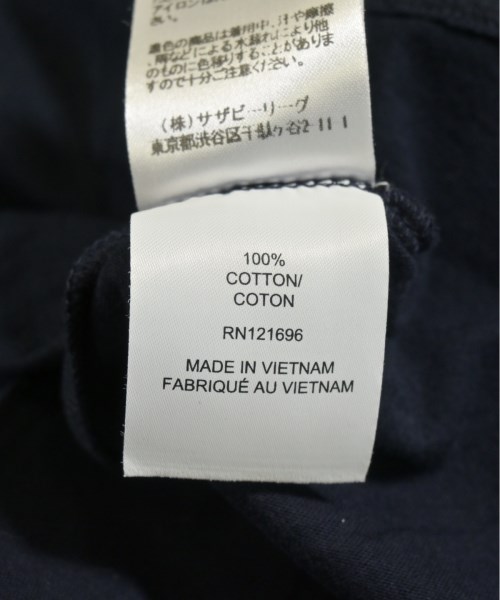 アイロンは
濃色の商品は着用中、汗や摩擦
、雨などによる水濡れにより他
のものに色移りすることがありま
すので十分ご注意ください。
(株)サザビーリーグ
東京都渋谷区千駄ヶ谷2-11-1
100%
COTTON/
COTON
RN121696
MADE IN VIETNAM
FABRIQUÉ AU VIETNAM